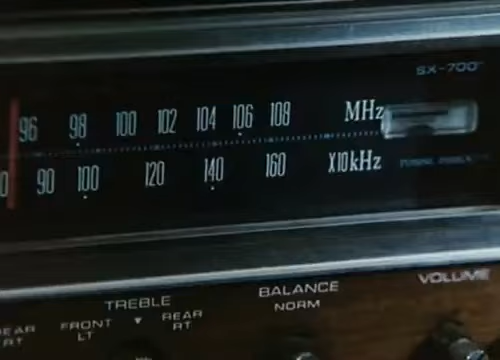 SX-700
96 98 100 102 104 106 108 MHz
0 90 100 120 140 160 X10kHz
TREBLE BALANCE VOLUME
REAR RT FRONT LT REAR RT NORM